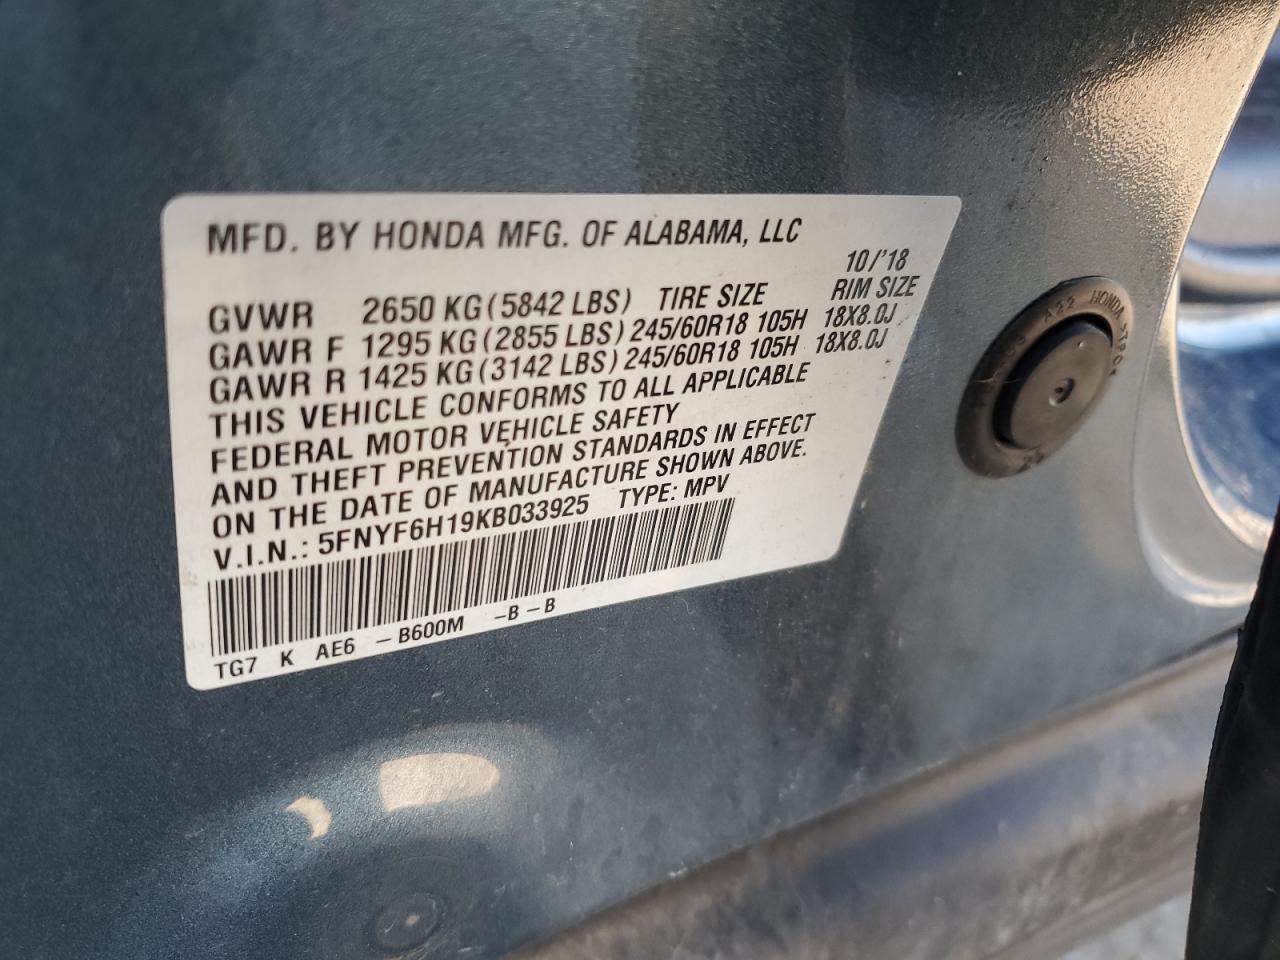 MFD. BY HONDA MFG. OF ALABAMA, LLC
10/'18
GVWR 2650 KG (5842 LBS) TIRE SIZE RIM SIZE
GAWR F 1295 KG (2855 LBS) 245/60R18 105H 18X8.0J
GAWR R 1425 KG (3142 LBS) 245/60R18 105H 18X8.0J
THIS VEHICLE CONFORMS TO ALL APPLICABLE
FEDERAL MOTOR VEHICLE SAFETY
AND THEFT PREVENTION STANDARDS IN EFFECT
ON THE DATE OF MANUFACTURE SHOWN ABOVE.
V.I.N.: 5FNYF6H19KB033925 TYPE: MPV
TG7 K AE6 -B600M -B-B
A22 HONDA